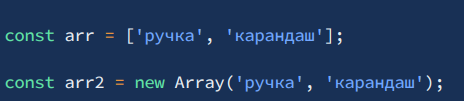 const arr = ['ручка', 'карандаш'];
const arr2 = new Array('ручка', 'карандаш');